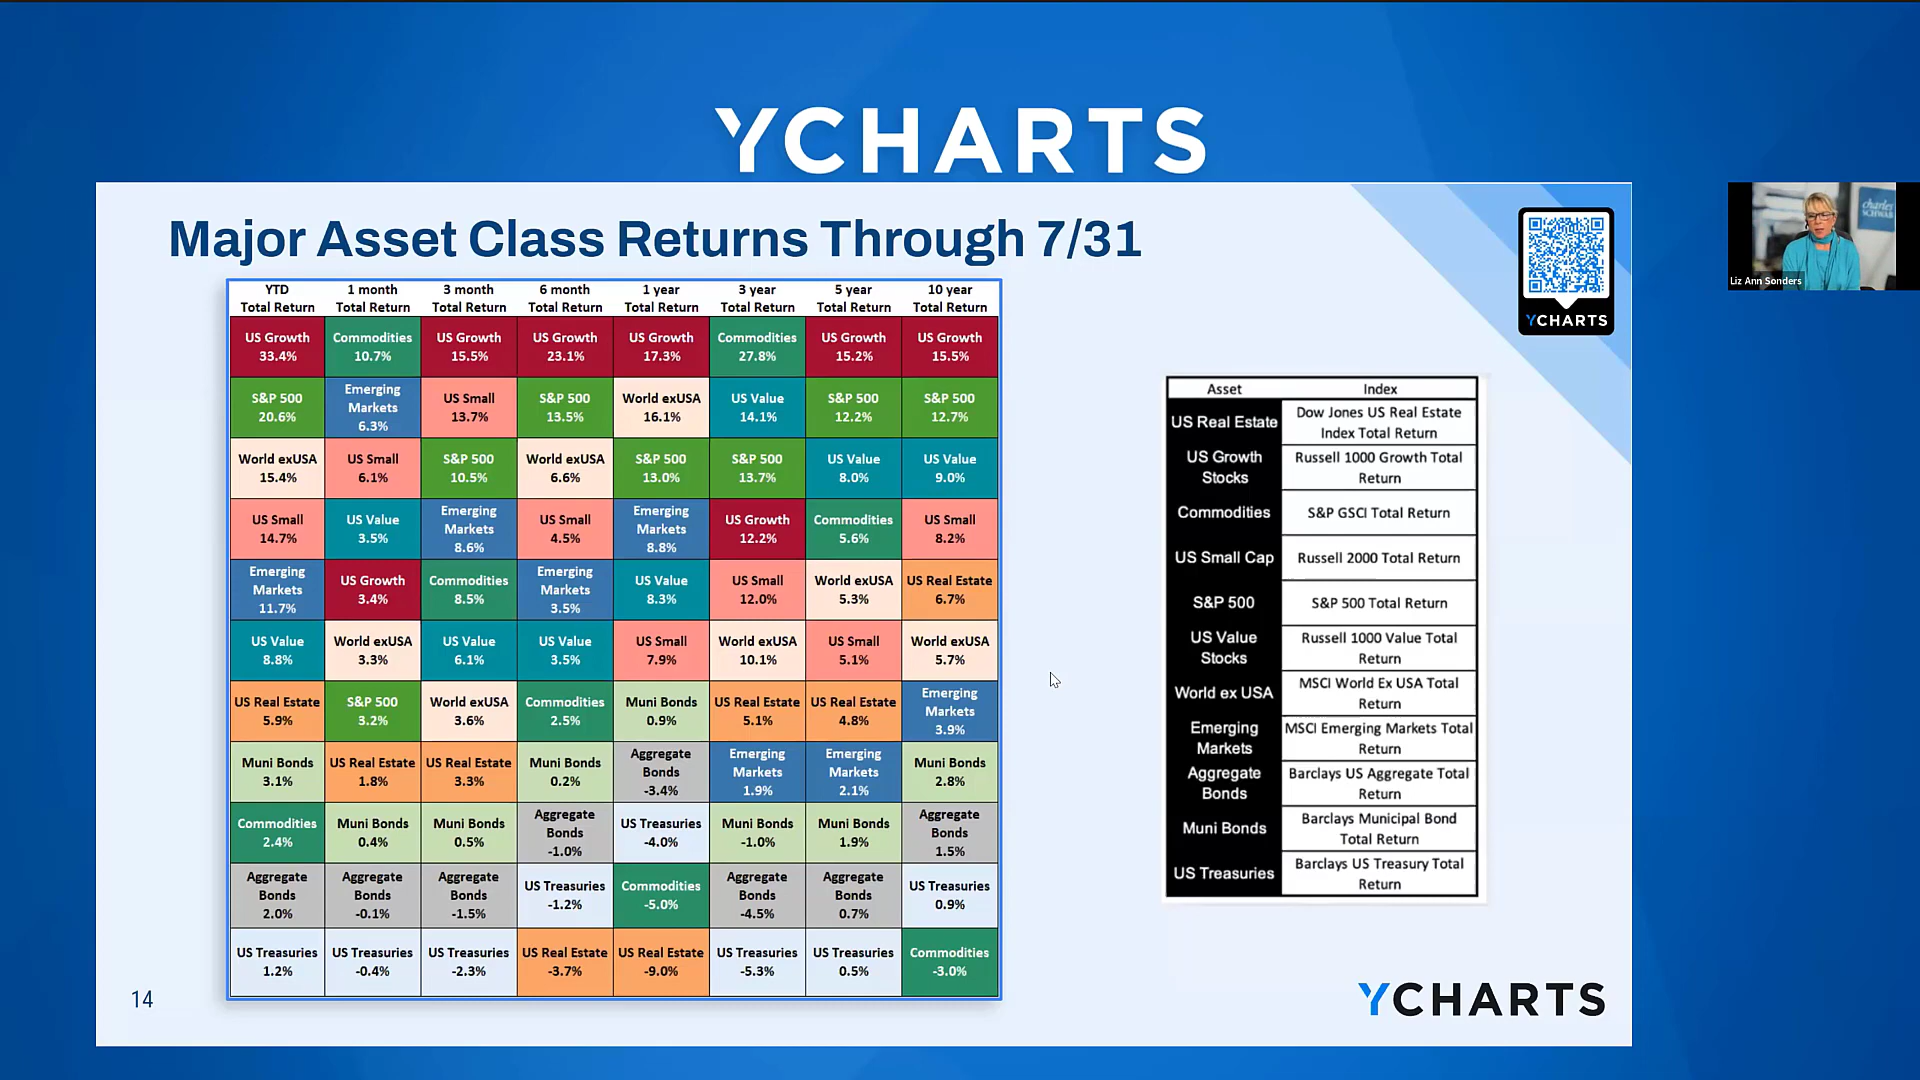 YCHARTS
Major Asset Class Returns Through 7/31
YCHARTS
charles
SCHWAB
Liz Ann Sonders
YTD 1 month 3 month 6 month 1 year 3 year 5 year 10 year
Total Return Total Return Total Return Total Return Total Return Total Return Total Return Total Return
US Growth 33.4% Commodities 10.7% US Growth 15.5% US Growth 23.1% US Growth 17.3% Commodities 27.8% US Growth 15.2% US Growth 15.5%
S&P 500 20.6% Emerging Markets 6.3% US Small 13.7% S&P 500 13.5% World exUSA 16.1% US Value 14.1% S&P 500 12.2% S&P 500 12.7%
World exUSA 15.4% US Small 6.1% S&P 500 10.5% World exUSA 6.6% S&P 500 13.0% S&P 500 13.7% US Value 8.0% US Value 9.0%
US Small 14.7% US Value 3.5% Emerging Markets 8.6% US Small 4.5% Emerging Markets 8.8% US Growth 12.2% Commodities 5.6% US Small 8.2%
Emerging Markets 11.7% US Growth 3.4% Commodities 8.5% Emerging Markets 3.5% US Value 8.3% US Small 12.0% World exUSA 5.3% US Real Estate 6.7%
US Value 8.8% World exUSA 3.3% US Value 6.1% US Value 3.5% US Small 7.9% World exUSA 10.1% US Small 5.1% World exUSA 5.7%
US Real Estate 5.9% S&P 500 3.2% World exUSA 3.6% Commodities 2.5% Muni Bonds 0.9% US Real Estate 5.1% US Real Estate 4.8% Emerging Markets 3.9%
Muni Bonds 3.1% US Real Estate 1.8% US Real Estate 3.3% Muni Bonds 0.2% Aggregate Bonds -3.4% Emerging Markets 1.9% Emerging Markets 2.1% Muni Bonds 2.8%
Commodities 2.4% Muni Bonds 0.4% Muni Bonds 0.5% Aggregate Bonds -1.0% US Treasuries -4.0% Muni Bonds -1.0% Muni Bonds 1.9% Aggregate Bonds 1.5%
Aggregate Bonds 2.0% Aggregate Bonds -0.1% Aggregate Bonds -1.5% US Treasuries -1.2% Commodities -5.0% Aggregate Bonds -4.5% Aggregate Bonds 0.7% US Treasuries 0.9%
US Treasuries 1.2% US Treasuries -0.4% US Treasuries -2.3% US Real Estate -3.7% US Real Estate -9.0% US Treasuries -5.3% US Treasuries 0.5% Commodities -3.0%
Asset Index
US Real Estate Dow Jones US Real Estate Index Total Return
US Growth Stocks Russell 1000 Growth Total Return
Commodities S&P GSCI Total Return
US Small Cap Russell 2000 Total Return
S&P 500 S&P 500 Total Return
US Value Stocks Russell 1000 Value Total Return
World ex USA MSCI World Ex USA Total Return
Emerging Markets MSCI Emerging Markets Total Return
Aggregate Bonds Barclays US Aggregate Total Return
Muni Bonds Barclays Municipal Bond Total Return
US Treasuries Barclays US Treasury Total Return
14
YCHARTS